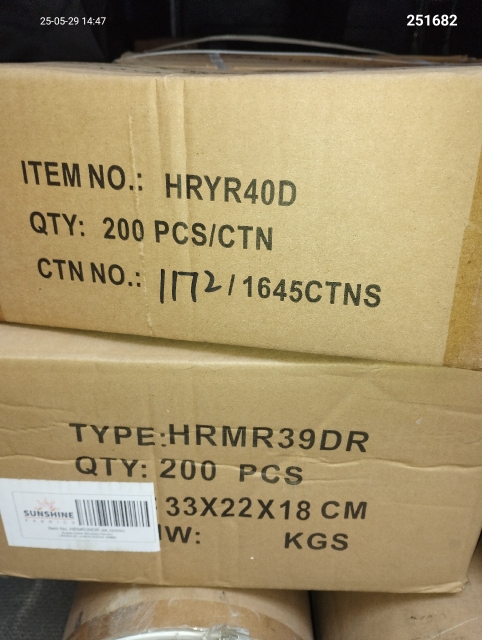 25-05-29 14:47
251682
ITEM NO.: HRYR40D
QTY: 200 PCS/CTN
CTN NO.: 1172/1645CTNS
TYPE:HRMR39DR
QTY: 200 PCS
33X22X18 CM
SUNSHINE
W: KGS